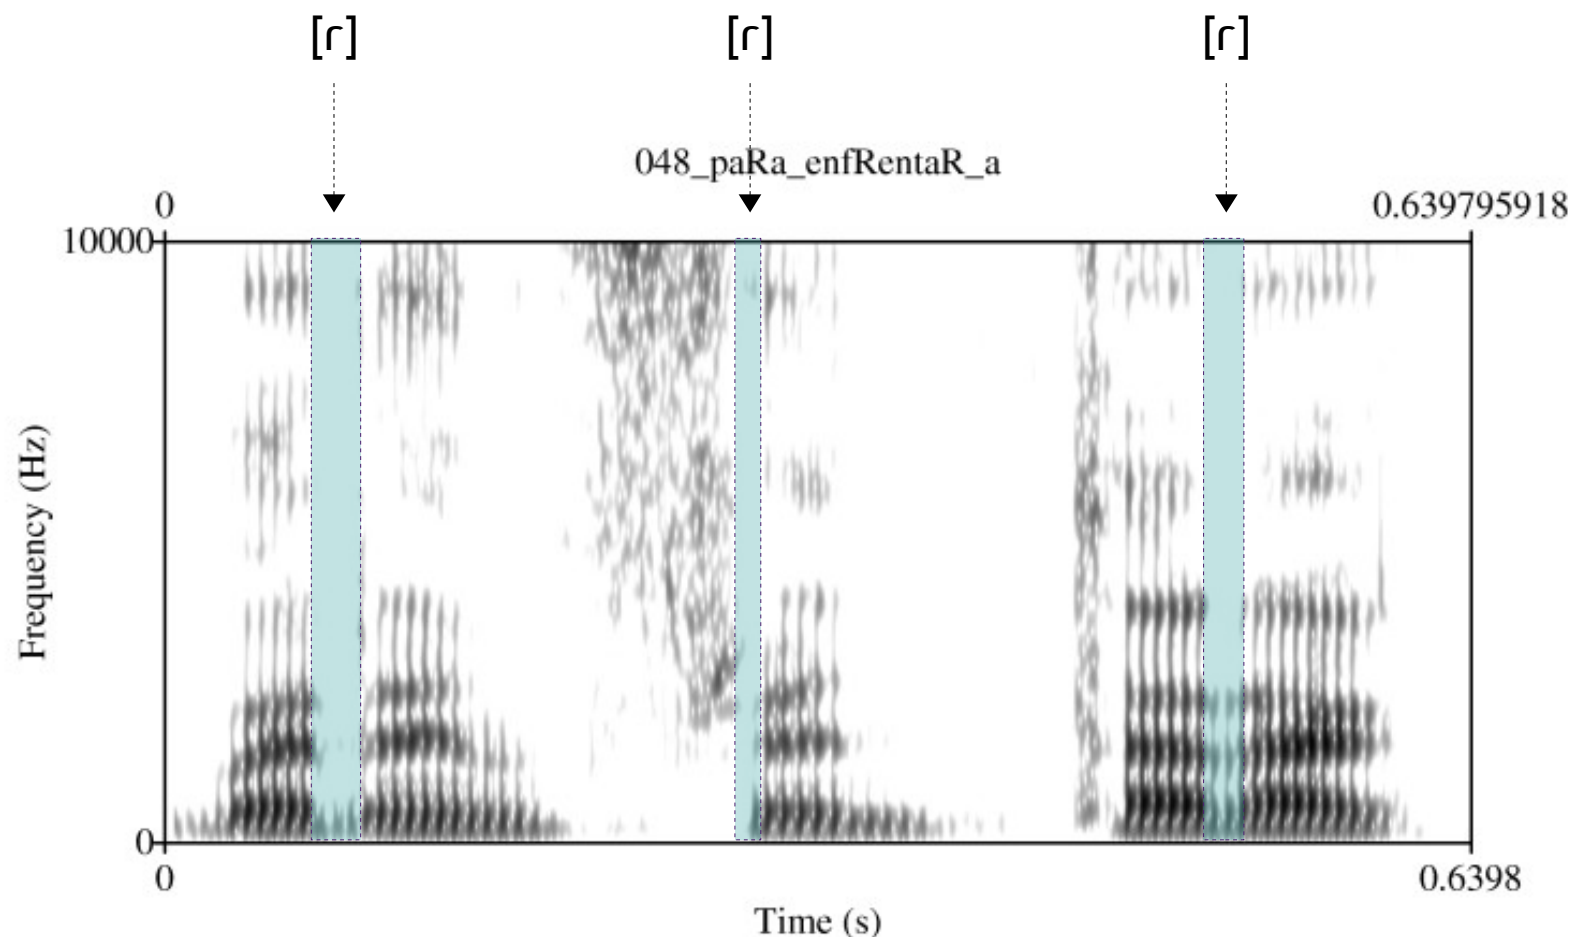 [ɾ] [ɾ] [ɾ]
048_paRa_enfRentaR_a
0 0.639795918
10000
Frequency (Hz)
0
0 0.6398
Time (s)